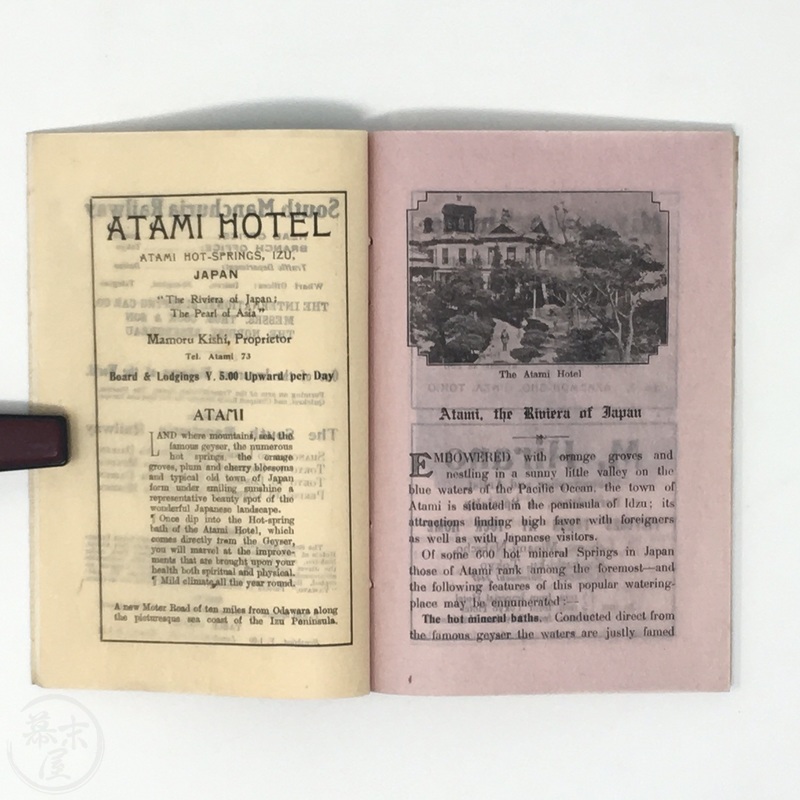 ATAMI HOTEL
ATAMI HOT-SPRINGS, IZU,
JAPAN
"The Riviera of Japan;
The Pearl of Asia"
Mamoru Kishi, Proprietor
Tel. Atami 73
Board & Lodgings Y. 5.00 Upward per Day
ATAMI
LAND where mountains, sea, the
famous geyser, the numerous
hot springs, the orange
groves, plum and cherry blossoms
and typical old town of Japan
form under smiling sunshine a
representative beauty spot of the
wonderful Japanese landscape.
¶ Once dip into the Hot-spring
bath of the Atami Hotel, which
comes directly from the Geyser,
you will marvel at the improve-
ments that are brought upon your
health both spiritual and physical.
¶ Mild climate all the year round.
A new Motor Road of ten miles from Odawara along
the picturesque sea coast of the Izu Peninsula.
The Atami Hotel
Atami, the Riviera of Japan
EMBOWERED with orange groves and
nestling in a sunny little valley on the
blue waters of the Pacific Ocean, the town of
Atami is situated in the peninsula of Idzu; its
attractions finding high favor with foreigners
as well as with Japanese visitors.
Of some 600 hot mineral Springs in Japan
those of Atami rank among the foremost—and
the following features of this popular watering-
place may be ennumerated:—
The hot mineral baths. Conducted direct from
the famous geyser the waters are justly famed
幕末
屋